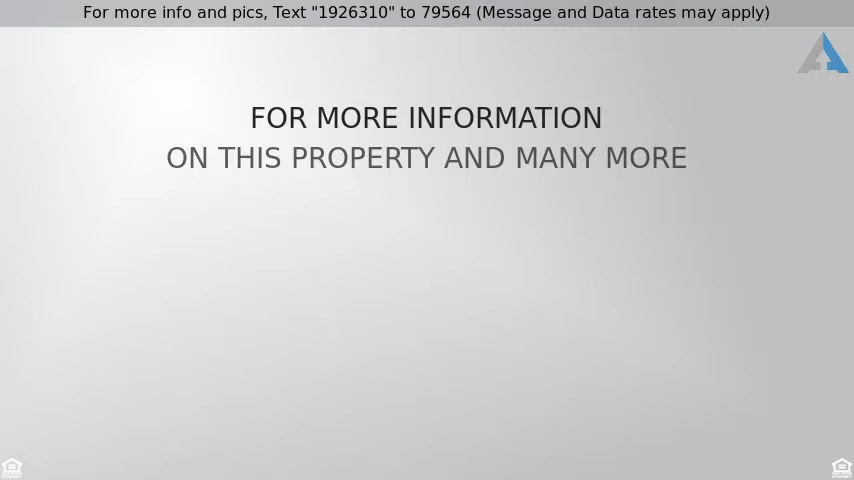 For more info and pics, Text "1926310" to 79564 (Message and Data rates may apply)
FOR MORE INFORMATION
ON THIS PROPERTY AND MANY MORE